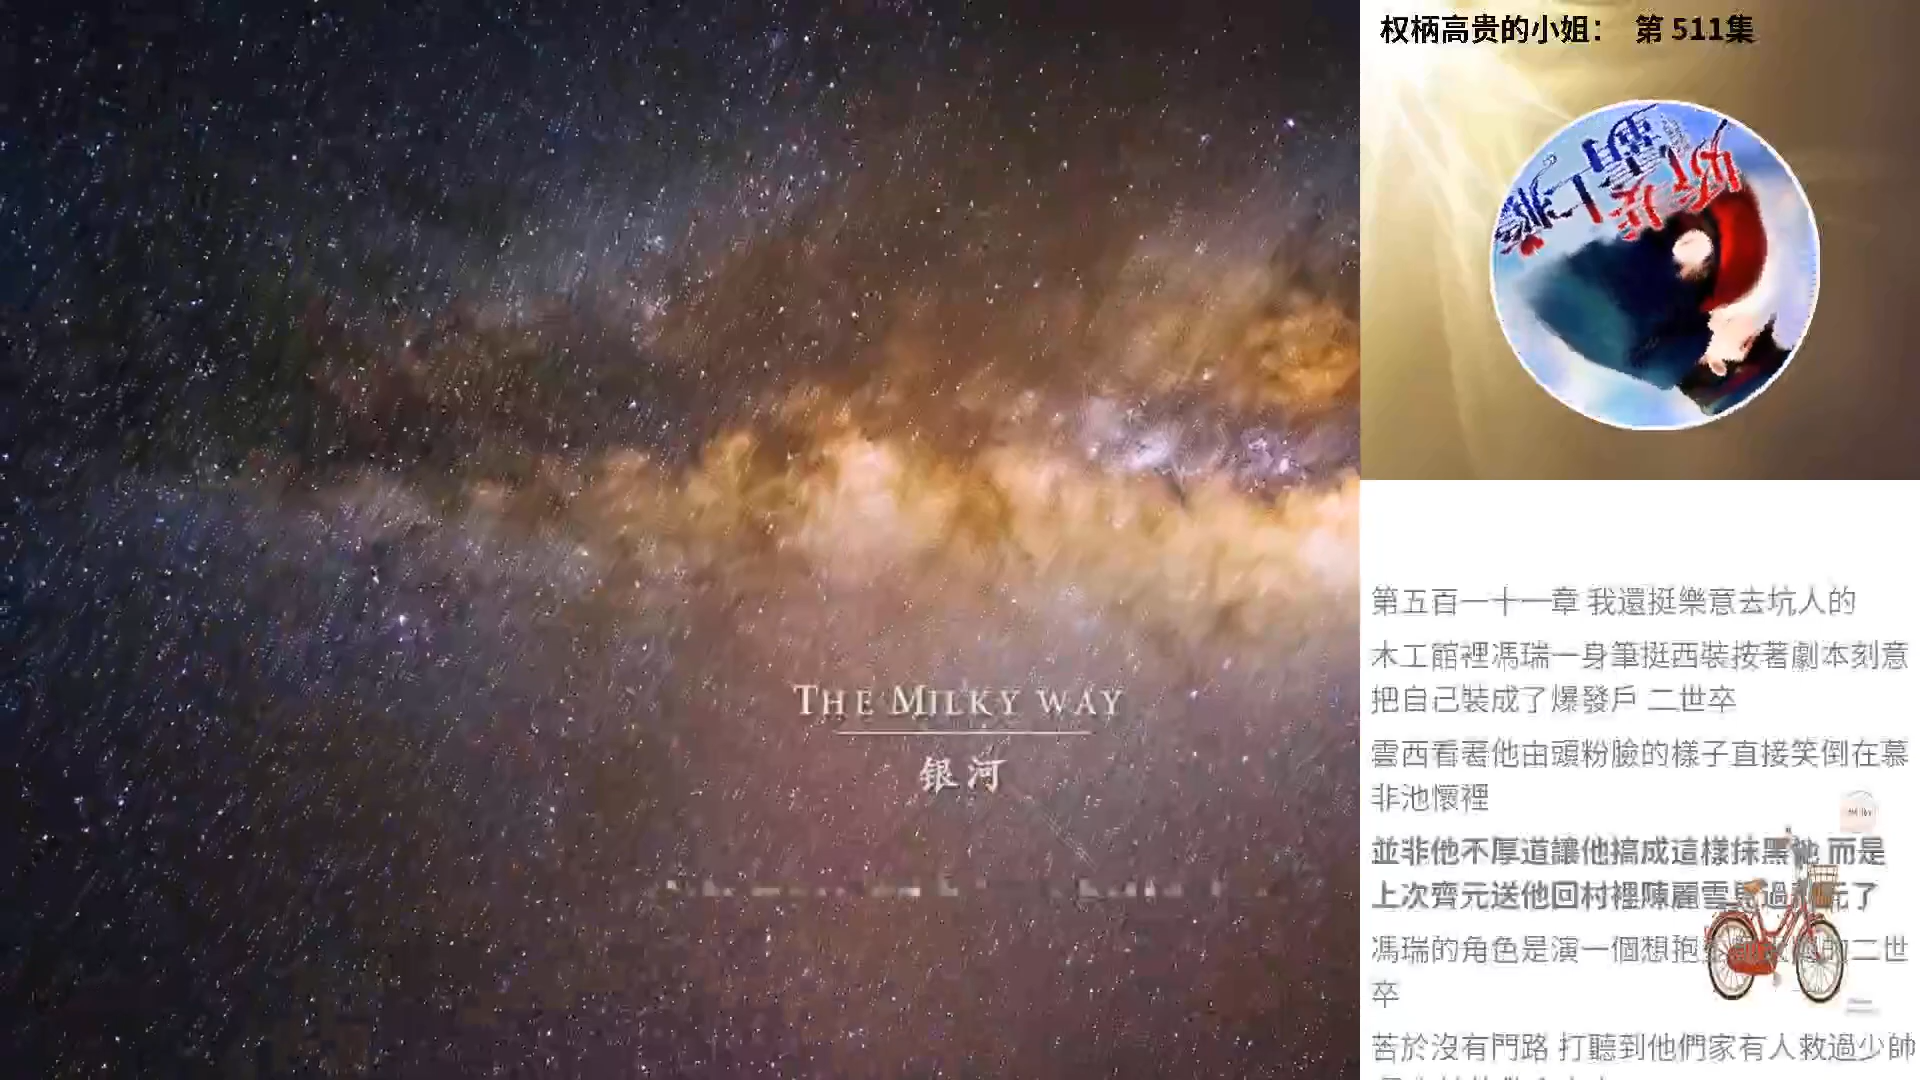 权柄高贵的小姐： 第 511集
THE MILKY WAY
银河
第五百一十一章 我還挺樂意去坑人的
木工館裡馮瑞一身筆挺西裝按著劇本刻意
把自己裝成了爆發戶 二世卒
雲西看著他由頭粉臉的樣子直接笑倒在慕
非池懷裡
並非他不厚道讓他搞成這樣抹黑他 而是
上次齊元送他回村裡陳麗雲見過元了
馮瑞的角色是演一個想抱的二世
卒
苦於沒有門路 打聽到他們家有人救過少帥